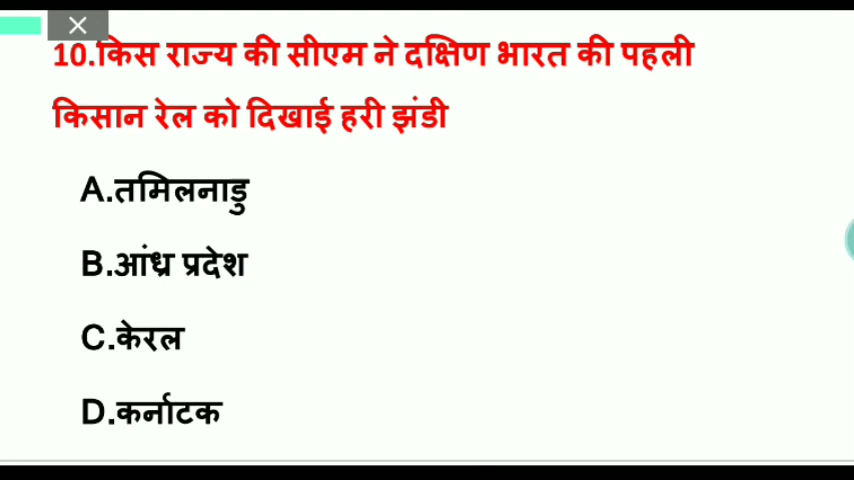 10.किस राज्य की सीएम ने दक्षिण भारत की पहली
किसान रेल को दिखाई हरी झंडी
A.तमिलनाडु
B.आंध्र प्रदेश
C.केरल
D.कर्नाटक